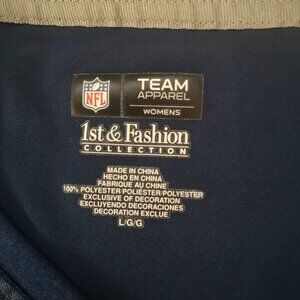 NFL
TEAM
APPAREL
WOMENS
1st & Fashion
COLLECTION
MADE IN CHINA
HECHO EN CHINA
FABRIQUE AU CHINE
100% POLYESTER/POLIÉSTER/POLYESTER
EXCLUSIVE OF DECORATION
EXCLUYENDO DECORACIONES
DECORATION EXCLUE
L/G/G